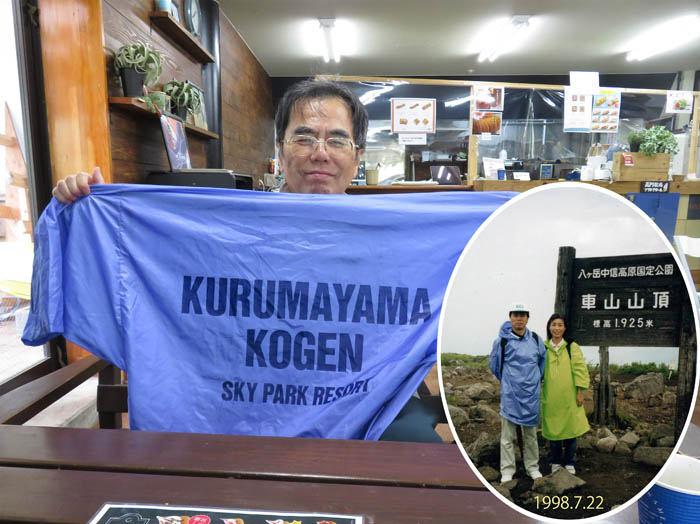 KURUMAYAMA
KOGEN
SKY PARK RESORT
八ヶ岳中信高原国定公園
車山山頂
標高1.925米
1998.7.22